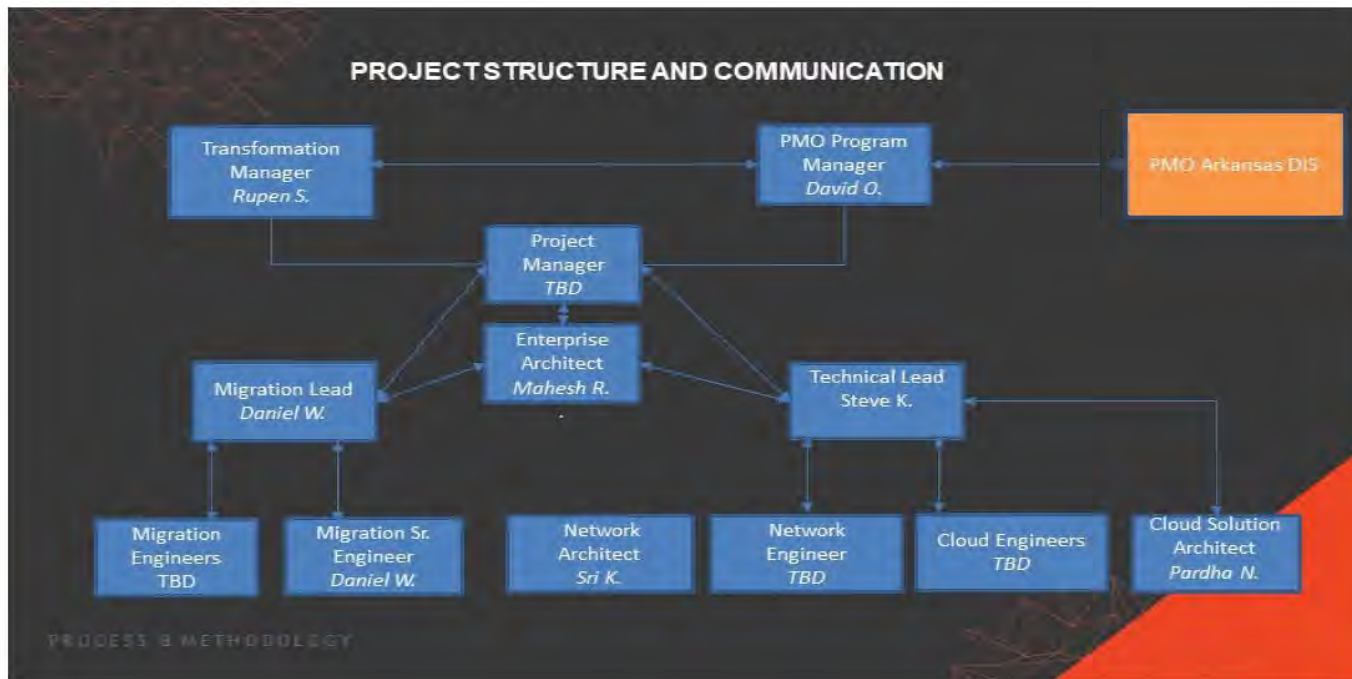 PROJECT STRUCTURE AND COMMUNICATION
Transformation
Manager
Rupen S.
PMO Program
Manager
David O.
PMO Arkansas DIS
Project
Manager
TBD
Enterprise
Architect
Mahesh R.
.
Migration Lead
Daniel W.
Technical Lead
Steve K.
Migration
Engineers
TBD
Migration Sr.
Engineer
Daniel W.
Network
Architect
Sri K.
Network
Engineer
TBD
Cloud Engineers
TBD
Cloud Solution
Architect
Pardha N.
PROCESS & METHODOLOGY